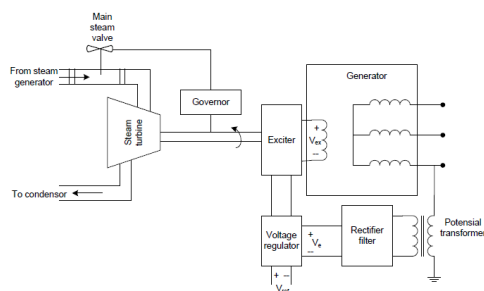 Main
steam
valve
From steam
generator
Governor
Steam
turbine
To condensor
Exciter
+
Vex
--
Generator
Voltage
regulator
+
Ve
--
Rectifier
filter
Potensial
transformer
+ --